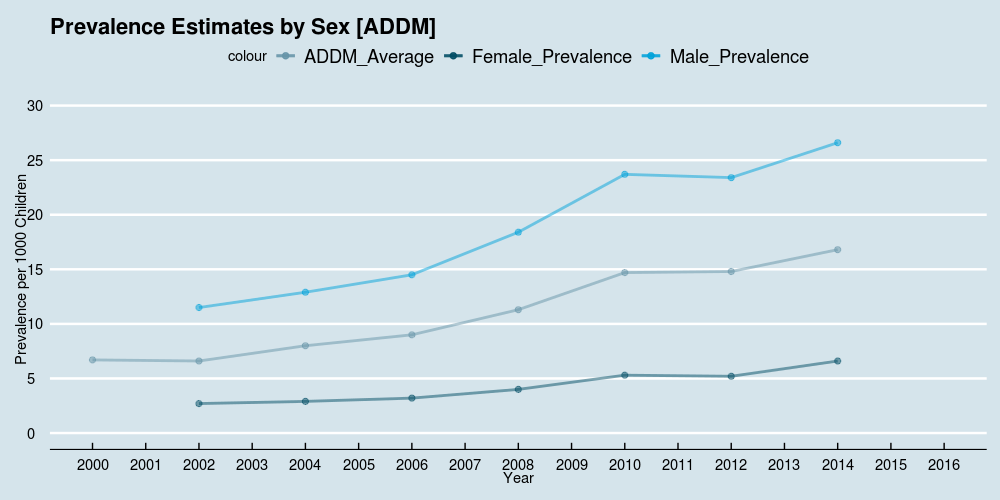 Prevalence Estimates by Sex [ADDM]
colour ADDM_Average Female_Prevalence Male_Prevalence
Prevalence per 1000 Children
30
25
20
15
10
5
0
2000 2001 2002 2003 2004 2005 2006 2007 2008 2009 2010 2011 2012 2013 2014 2015 2016
Year